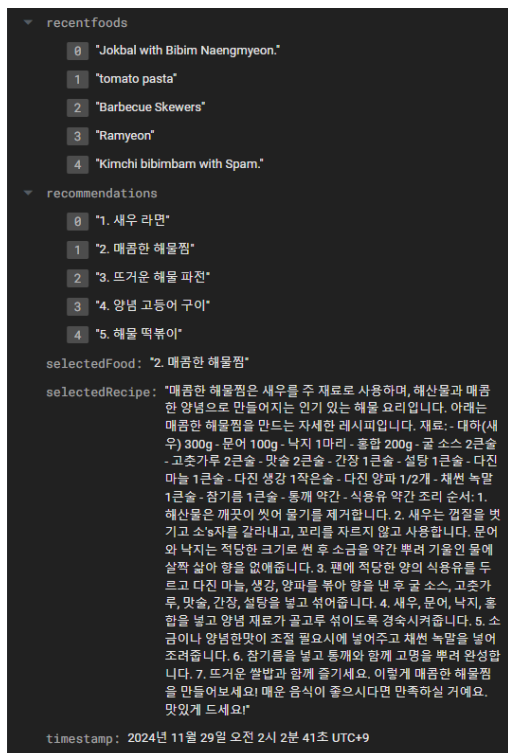 recentfoods
0 "Jokbal with Bibim Naengmyeon."
1 "tomato pasta"
2 "Barbecue Skewers"
3 "Ramyeon"
4 "Kimchi bibimbam with Spam."
recommendations
0 "1. 새우 라면"
1 "2. 매콤한 해물찜"
2 "3. 뜨거운 해물 파전"
3 "4. 양념 고등어 구이"
4 "5. 해물 떡볶이"
selectedFood: "2. 매콤한 해물찜"
selectedRecipe: "매콤한 해물찜은 새우를 주 재료로 사용하며, 해산물과 매콤
한 양념으로 만들어지는 인기 있는 해물 요리입니다. 아래는
매콤한 해물찜을 만드는 자세한 레시피입니다. 재료: - 대하(새
우) 300g - 문어 100g - 낙지 1마리 - 홍합 200g - 굴 소스 2큰술
- 고춧가루 2큰술 - 맛술 2큰술 - 간장 1큰술 - 설탕 1큰술 - 다진
마늘 1큰술 - 다진 생강 1작은술 - 다진 양파 1/2개 - 채썬 녹말
1큰술 - 참기름 1큰술 - 통깨 약간 - 식용유 약간 조리 순서: 1.
해산물은 깨끗이 씻어 물기를 제거합니다. 2. 새우는 껍질을 벗
기고 소's자를 갈라내고, 꼬리를 자르지 않고 사용합니다. 문어
와 낙지는 적당한 크기로 썬 후 소금을 약간 뿌려 기울인 물에
살짝 삶아 향을 없애줍니다. 3. 팬에 적당한 양의 식용유를 두
르고 다진 마늘, 생강, 양파를 볶아 향을 낸 후 굴 소스, 고춧가
루, 맛술, 간장, 설탕을 넣고 섞어줍니다. 4. 새우, 문어, 낙지, 홍
합을 넣고 양념 재료가 골고루 섞이도록 경숙시켜줍니다. 5. 소
금이나 양념한맛이 조절 필요시에 넣어주고 채썬 녹말을 넣어
조려줍니다. 6. 참기름을 넣고 통깨와 함께 고명을 뿌려 완성합
니다. 7. 뜨거운 쌀밥과 함께 즐기세요. 이렇게 매콤한 해물찜
을 만들어보세요! 매운 음식이 좋으시다면 만족하실 거예요.
맛있게 드세요!"
timestamp: 2024년 11월 29일 오전 2시 2분 41초 UTC+9